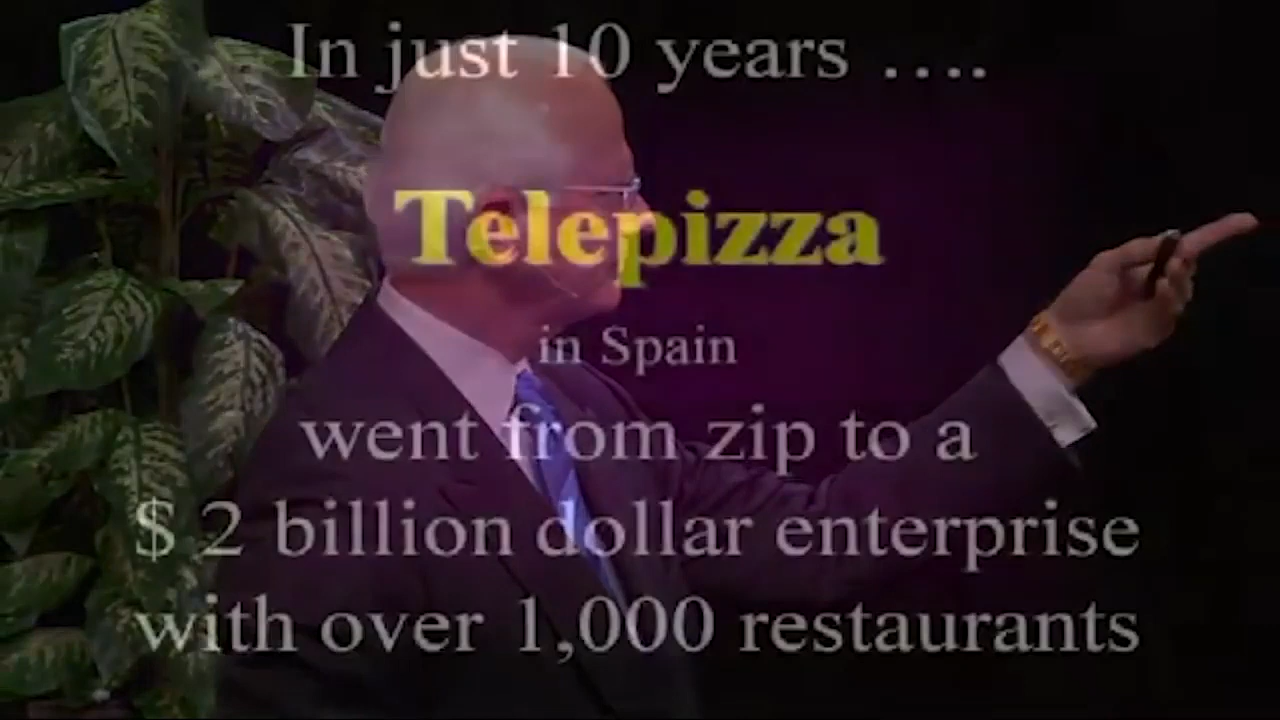 In just 10 years ….
Telepizza
in Spain
went from zip to a
$ 2 billion dollar enterprise
with over 1,000 restaurants